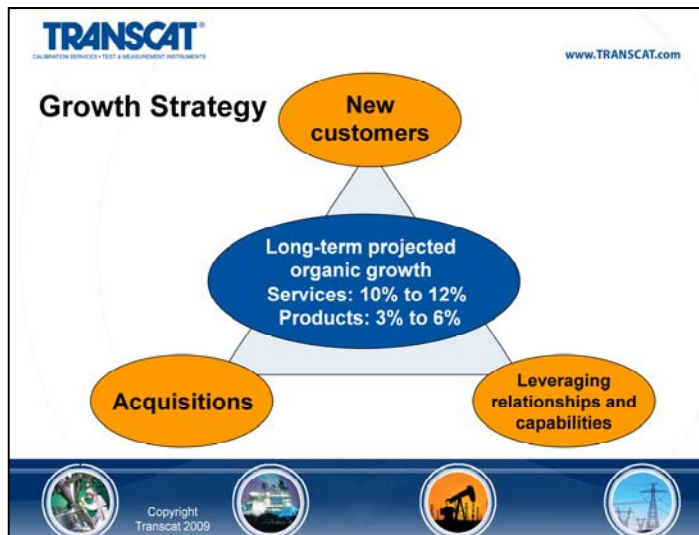 TRANSCAT®
CALIBRATION SERVICES • TEST & MEASUREMENT INSTRUMENTS
www.TRANSCAT.com
Growth Strategy
New
customers
Long-term projected
organic growth
Services: 10% to 12%
Products: 3% to 6%
Acquisitions
Leveraging
relationships and
capabilities
Copyright
Transcat 2009